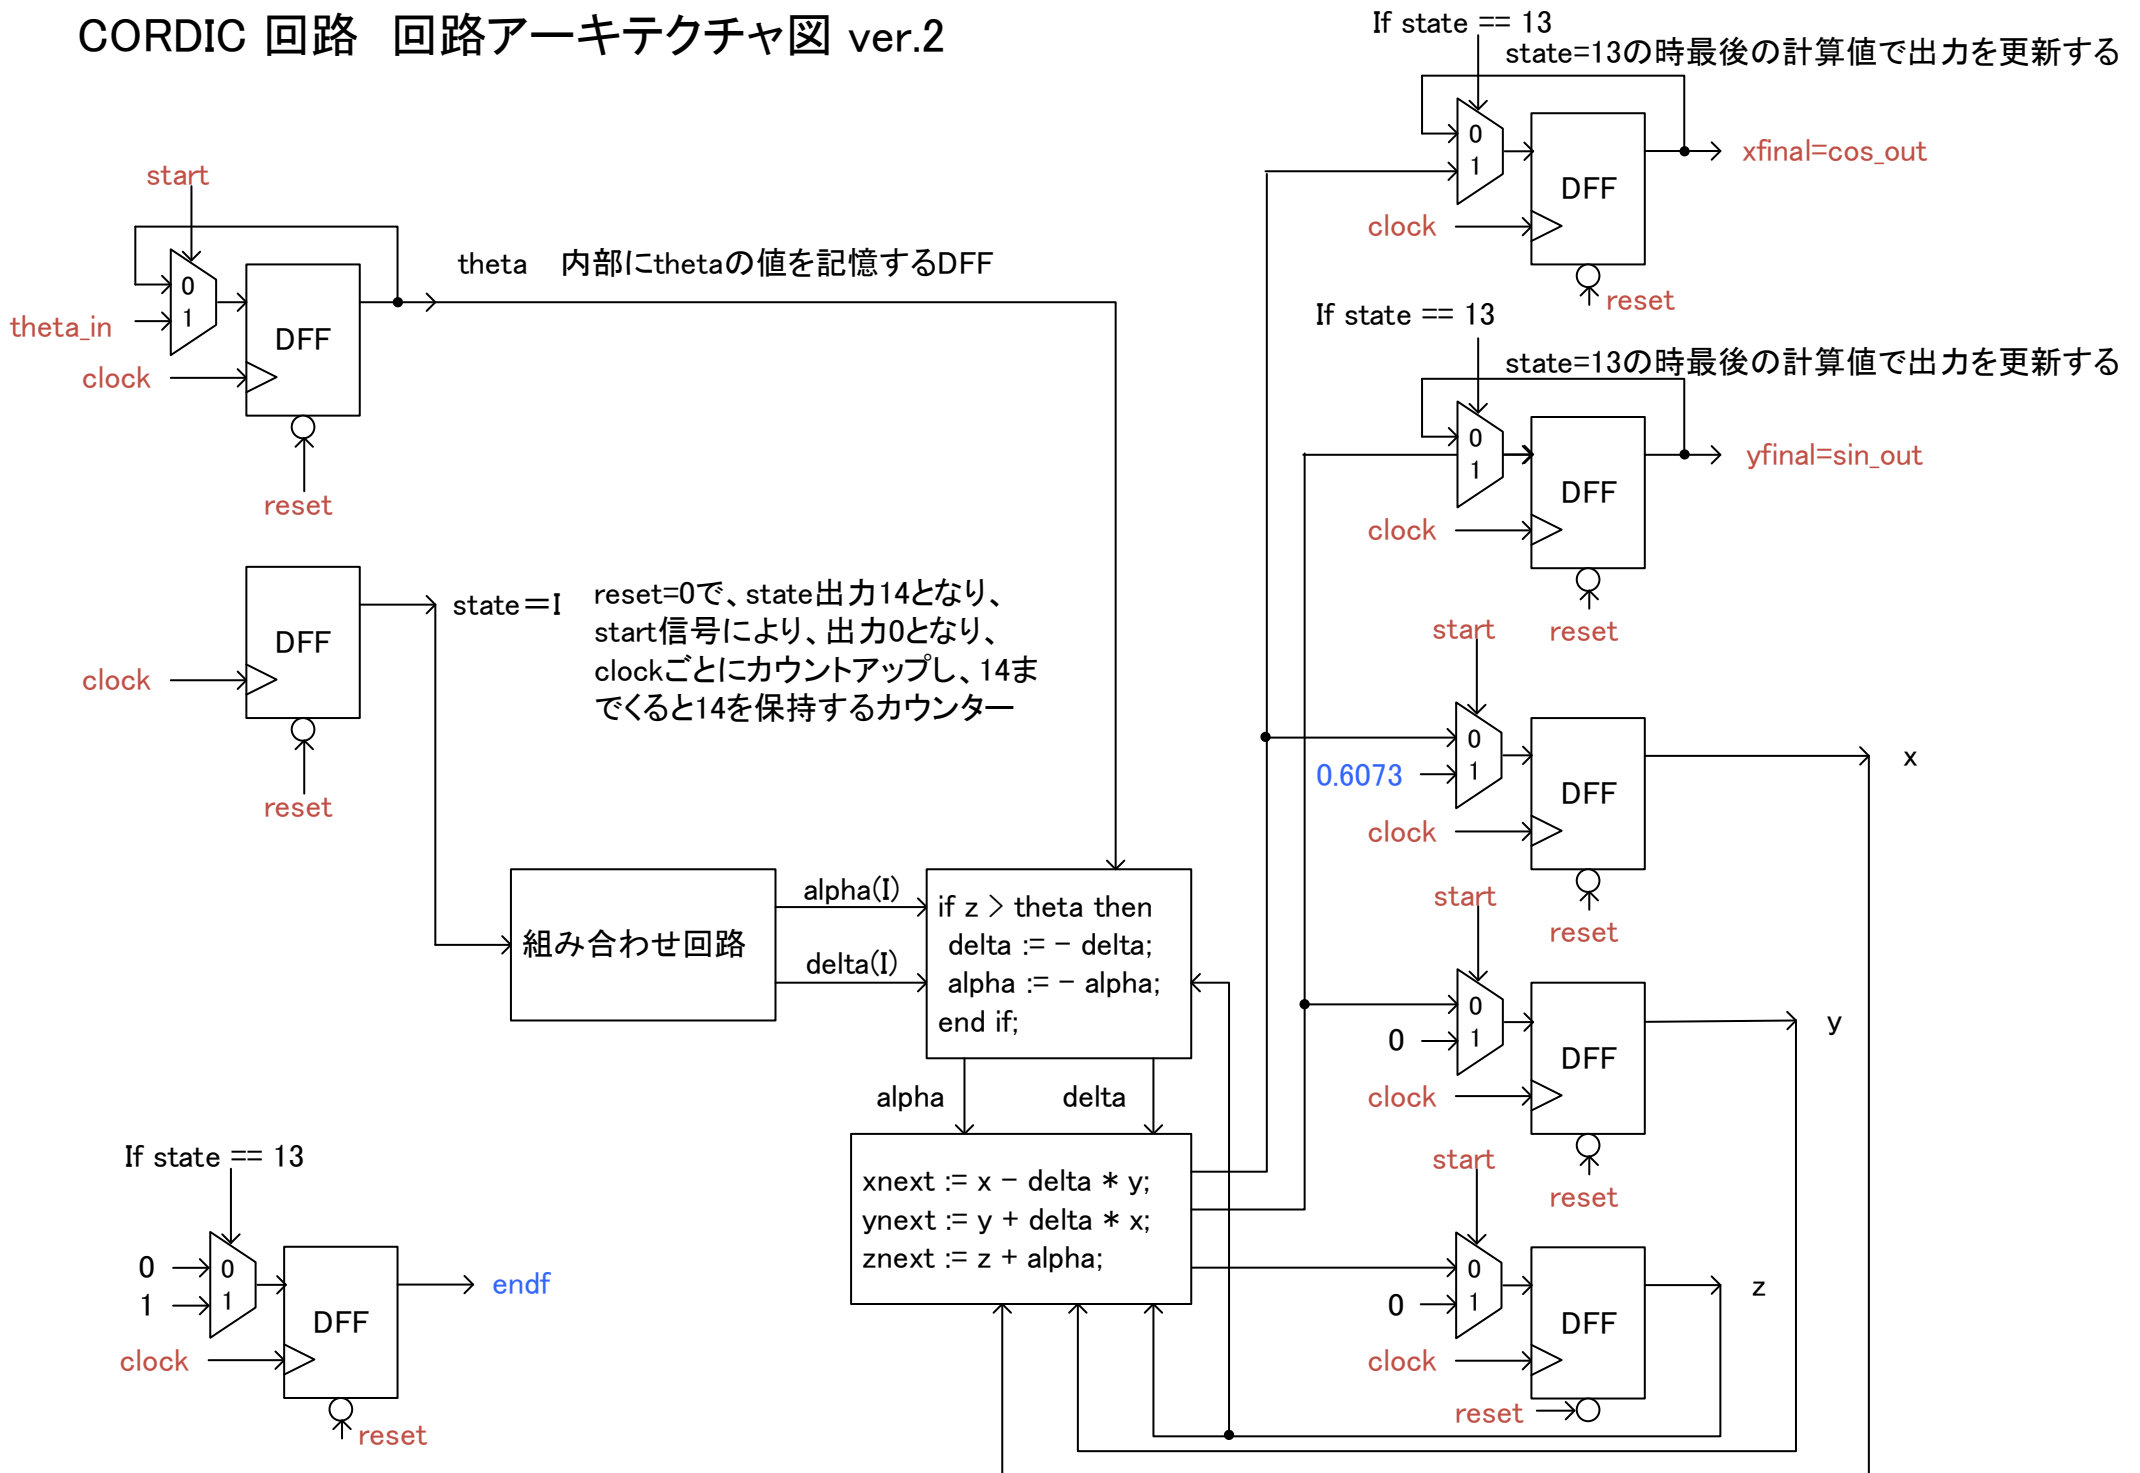 CORDIC 回路　回路アーキテクチャ図 ver.2
If state == 13
state=13の時最後の計算値で出力を更新する
0
1
DFF
xfinal=cos_out
clock
reset
start
0
1
theta_in
DFF
clock
reset
theta　内部にthetaの値を記憶するDFF
If state == 13
state=13の時最後の計算値で出力を更新する
0
1
DFF
yfinal=sin_out
clock
reset
DFF
clock
reset
state＝I
reset=0で、state出力14となり、
start信号により、出力0となり、
clockごとにカウントアップし、14ま
でくると14を保持するカウンター
start
0
0.6073
1
DFF
x
clock
reset
組み合わせ回路
alpha(I)
delta(I)
if z > theta then
delta := - delta;
alpha := - alpha;
end if;
start
0
0
1
DFF
y
clock
reset
alpha
delta
xnext := x - delta * y;
ynext := y + delta * x;
znext := z + alpha;
start
0
0
1
DFF
z
clock
reset
If state == 13
0
0
1
1
DFF
endf
clock
reset